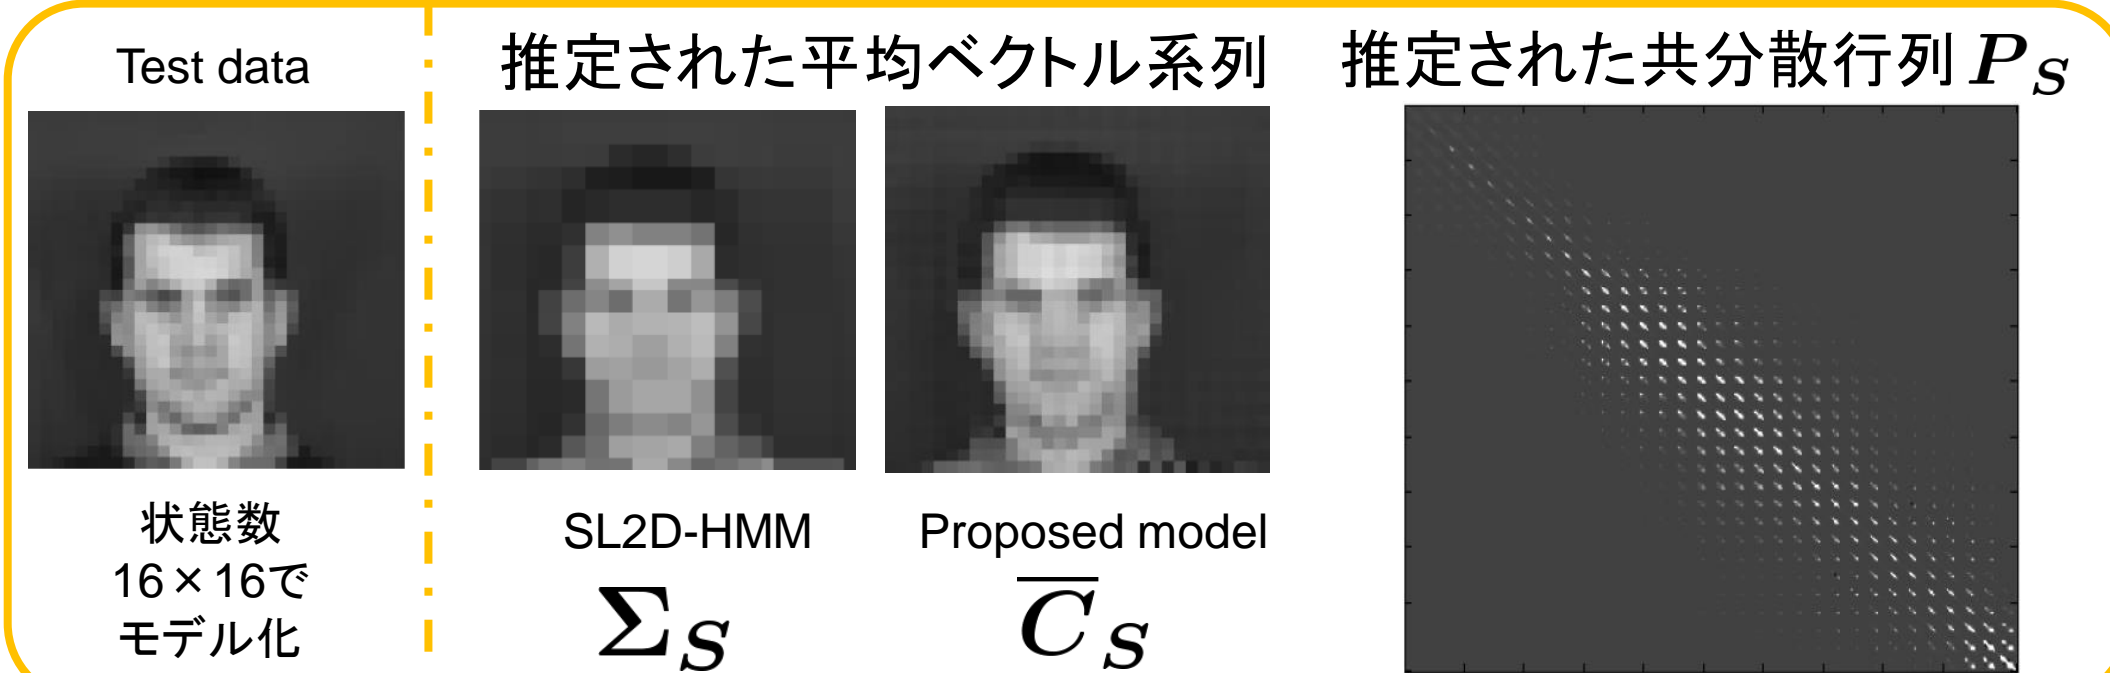 Test data
状態数
16×16で
モデル化
推定された平均ベクトル系列
SL2D-HMM
Σ_S
Proposed model
\overline{C}_S
推定された共分散行列 P_S